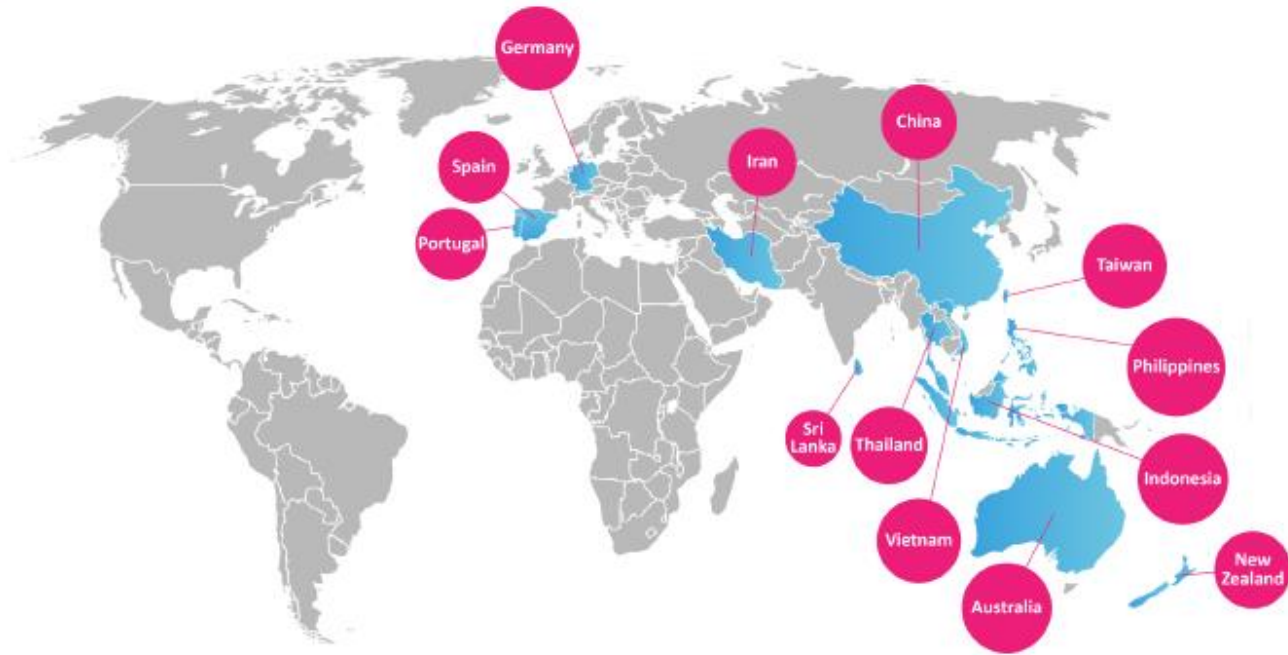 Germany
China
Iran
Spain
Portugal
Taiwan
Philippines
Sri
Lanka
Thailand
Indonesia
Vietnam
New
Zealand
Australia